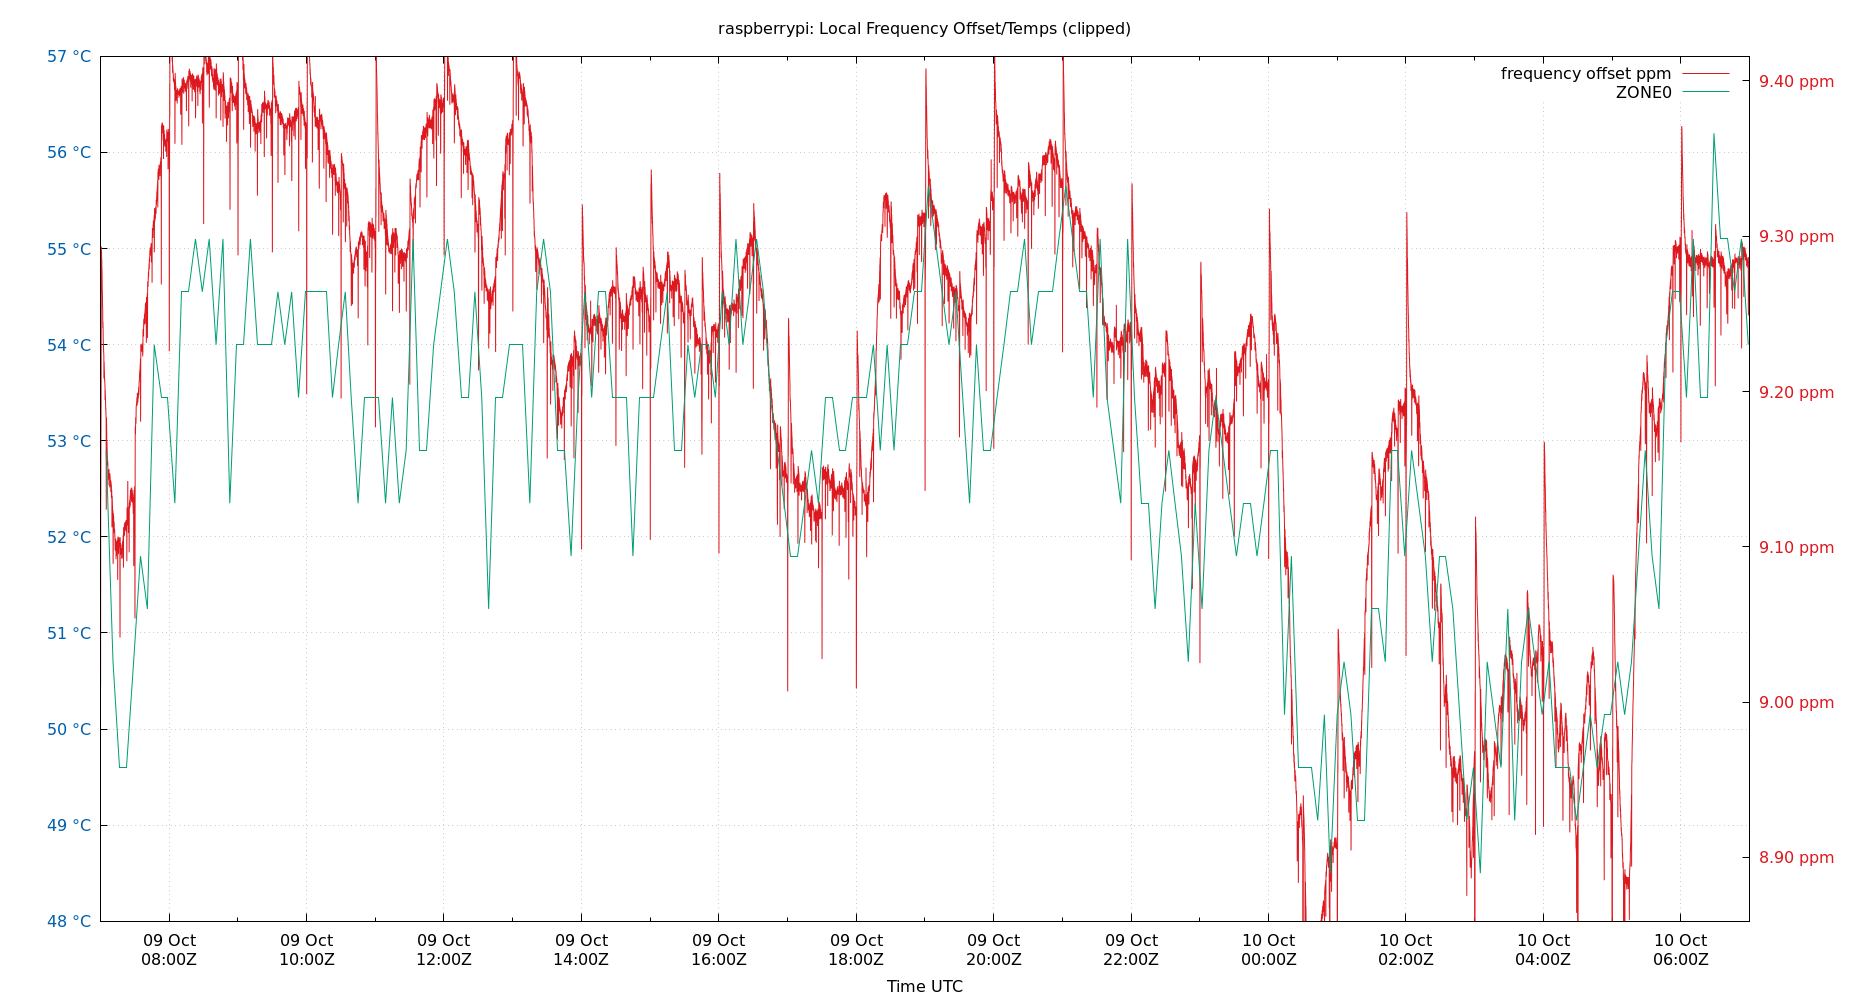 raspberrypi: Local Frequency Offset/Temps (clipped)
frequency offset ppm
ZONE0
57 °C
56 °C
55 °C
54 °C
53 °C
52 °C
51 °C
50 °C
49 °C
48 °C
9.40 ppm
9.30 ppm
9.20 ppm
9.10 ppm
9.00 ppm
8.90 ppm
09 Oct
08:00Z
09 Oct
10:00Z
09 Oct
12:00Z
09 Oct
14:00Z
09 Oct
16:00Z
09 Oct
18:00Z
09 Oct
20:00Z
09 Oct
22:00Z
10 Oct
00:00Z
10 Oct
02:00Z
10 Oct
04:00Z
10 Oct
06:00Z
Time UTC